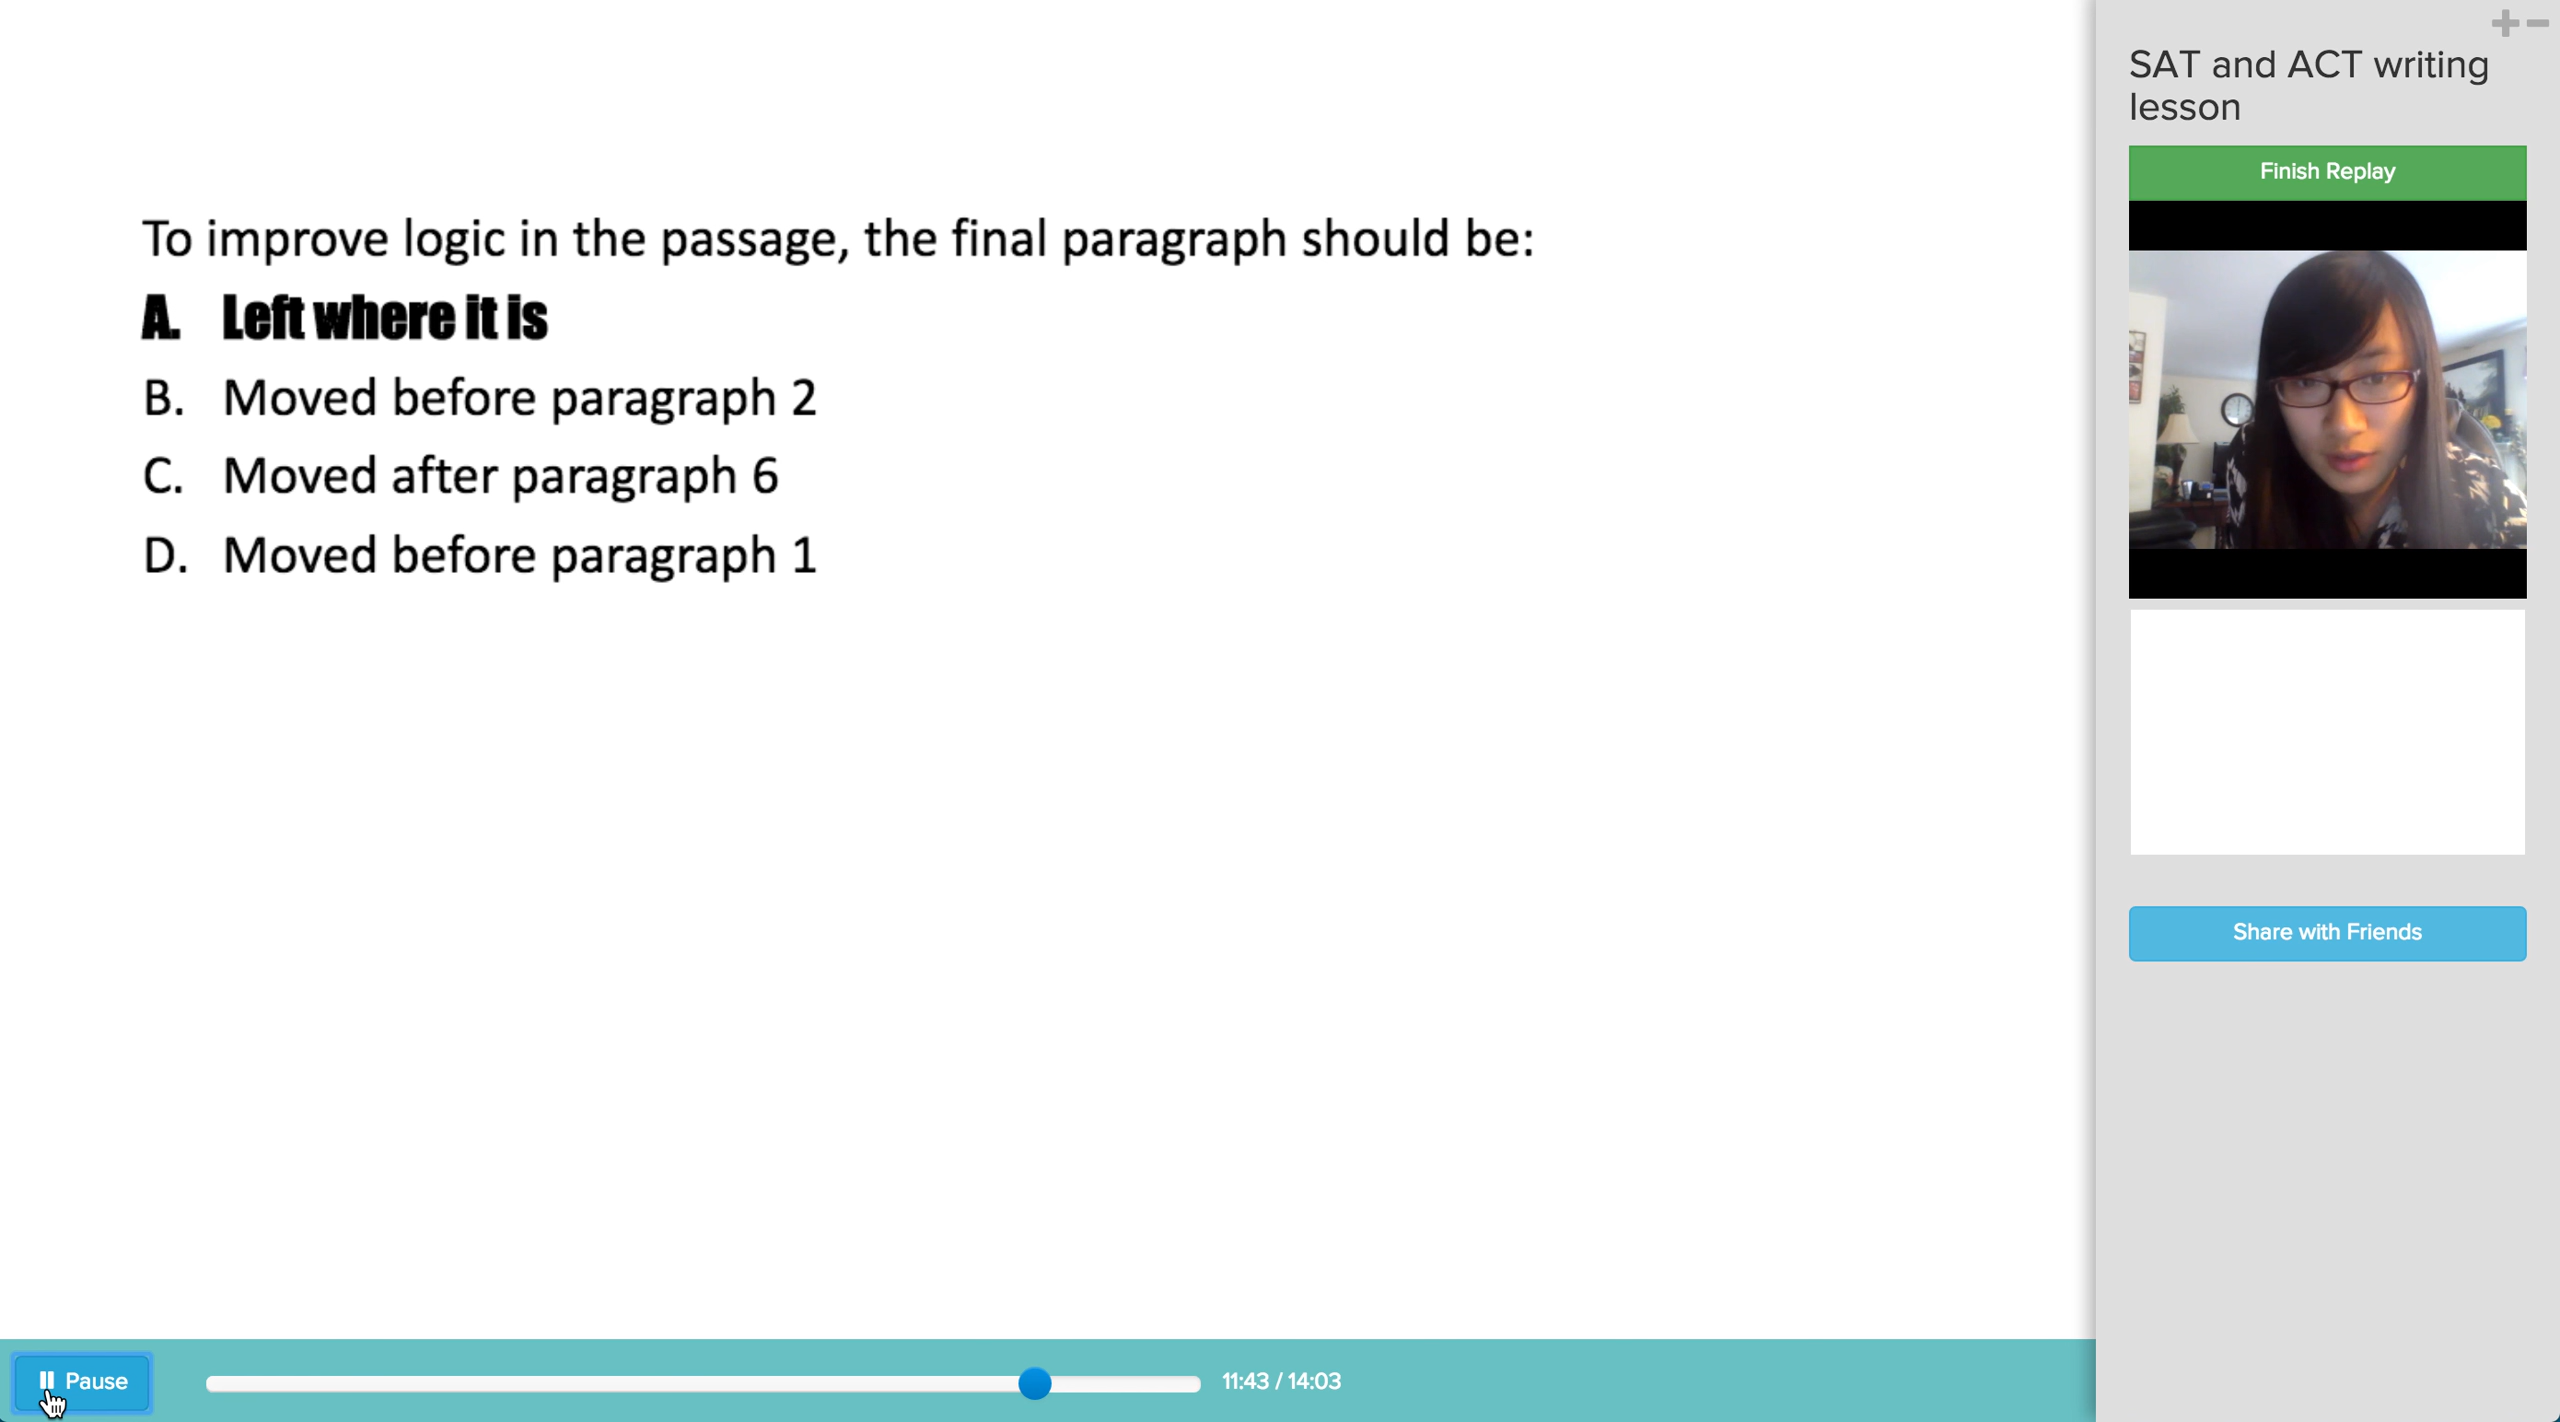 SAT and ACT writing
lesson
Finish Replay
To improve logic in the passage, the final paragraph should be:
A. Left where it is
B. Moved before paragraph 2
C. Moved after paragraph 6
D. Moved before paragraph 1
Share with Friends
Pause
11:43 / 14:03